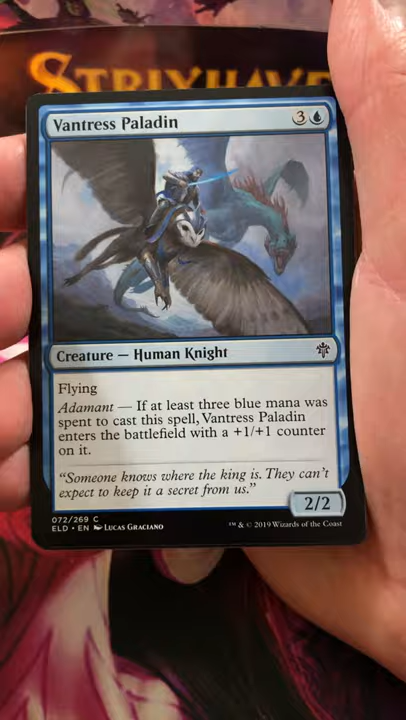 STRIXHAVE
Vantress Paladin 3
Creature — Human Knight
Flying
Adamant — If at least three blue mana was
spent to cast this spell, Vantress Paladin
enters the battlefield with a +1/+1 counter
on it.
“Someone knows where the king is. They can’t
expect to keep it a secret from us.”
2/2
072/269 C
ELD • EN Lucas Graciano
™ & © 2019 Wizards of the Coast